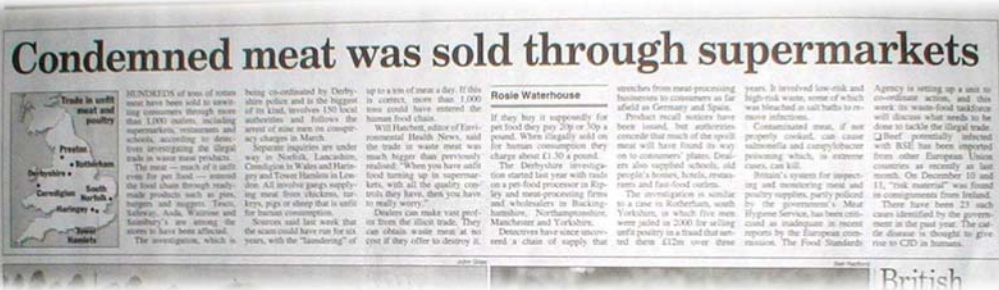 Condemned meat was sold through supermarkets
Trade in unfit
meat and
poultry
Preston
Rotherham
Derbyshire
Ceredigion
South
Norfolk
Haringey
Tower
Hamlets
HUNDREDS of tons of rotten
meat have been sold to
consumers through more
than 1,000 outlets, including
supermarkets, restaurants and
schools, according to detectives
investigating the illegal
trade in waste meat products.
The meat — much of it unfit
even for pet food —
the food chain through ready-
made products such as pies,
and nuggets. Tesco,
Safeway, Asda, Waitrose and
Sainsbury's are among the
stores to have been affected.
The investigation, which is
being co-ordinated by Derby-
shire police and is the biggest
of its kind, involves 150 local
authorities and follows the
arrest of nine men on conspir-
acy charges in March.
Separate inquiries are under
way in Norfolk, Lancashire,
Ceredigion in Wales and Harin-
gey and Tower Hamlets in Lon-
don. All involve gangs supply-
ing meat from chickens, tur-
keys, pigs or sheep that is unfit
for human consumption.
Sources said last week that
the scam could have run for six
years, with the "laundering" of
up to a ton of meat a day. If this
is correct, more than 1,000
tons could have entered the
human food chain.
Will Hatchett, editor of Envi-
ronmental Health News, said
the trade in waste meat was
much bigger than previously
realised. "When you have unfit
food turning up in supermar-
kets, with all the quality con-
trols they have, then you have
to really worry."
Dealers can make vast prof-
its from the illicit trade. They
can obtain waste meat at no
cost if they offer to destroy it.
Rosie Waterhouse
If they buy it supposedly for
pet food they pay 20p or 30p a
pound. When illegally sold on
for human consumption they
charge about £1.30 a pound.
The Derbyshire investiga-
tion started last year with raids
on a pet-food processor in Rip-
ley and meat-processing firms
and wholesalers in Bucking-
hamshire, Northamptonshire,
Manchester and Yorkshire.
Detectives have since uncov-
ered a chain of supply that
stretches from meat-processing
businesses to consumers as far
afield as Germany and Spain.
Product recall notices have
been issued, but authorities
concede that much of the spoilt
meat will have found its way
on to consumers' plates. Deal-
ers also supplied schools, old
people's homes, hotels, restau-
rants and fast-food outlets.
The investigation is similar
to a case in Rotherham, south
Yorkshire, in which five men
were jailed in 2000 for selling
unfit poultry in a fraud that net-
ted them £12m over three
years. It involved low-risk and
high-risk waste, some of which
was bleached in salt baths to re-
move infections.
Contaminated meat, if not
properly cooked, can cause
salmonella and campylobacter
poisoning which, in extreme
cases, can kill.
Britain's system for inspect-
ing and monitoring meat and
poultry supplies, partly policed
by the government's Meat
Hygiene Service, has been criti-
cised as inadequate in recent
reports by the European com-
mission. The Food Standards
Agency is setting up a unit to
co-ordinate action, and this
week its waste-food taskforce
will discuss what needs to be
done to tackle the illegal trade.
Beef potentially infected
with BSE has been imported
from other European Union
countries as recently as last
month. On December 10 and
11, "risk material" was found
in consignments from Ireland.
There have been 23 such
cases identified by the govern-
ment in the past year. The cat-
tle disease is thought to give
rise to CJD in humans.
British